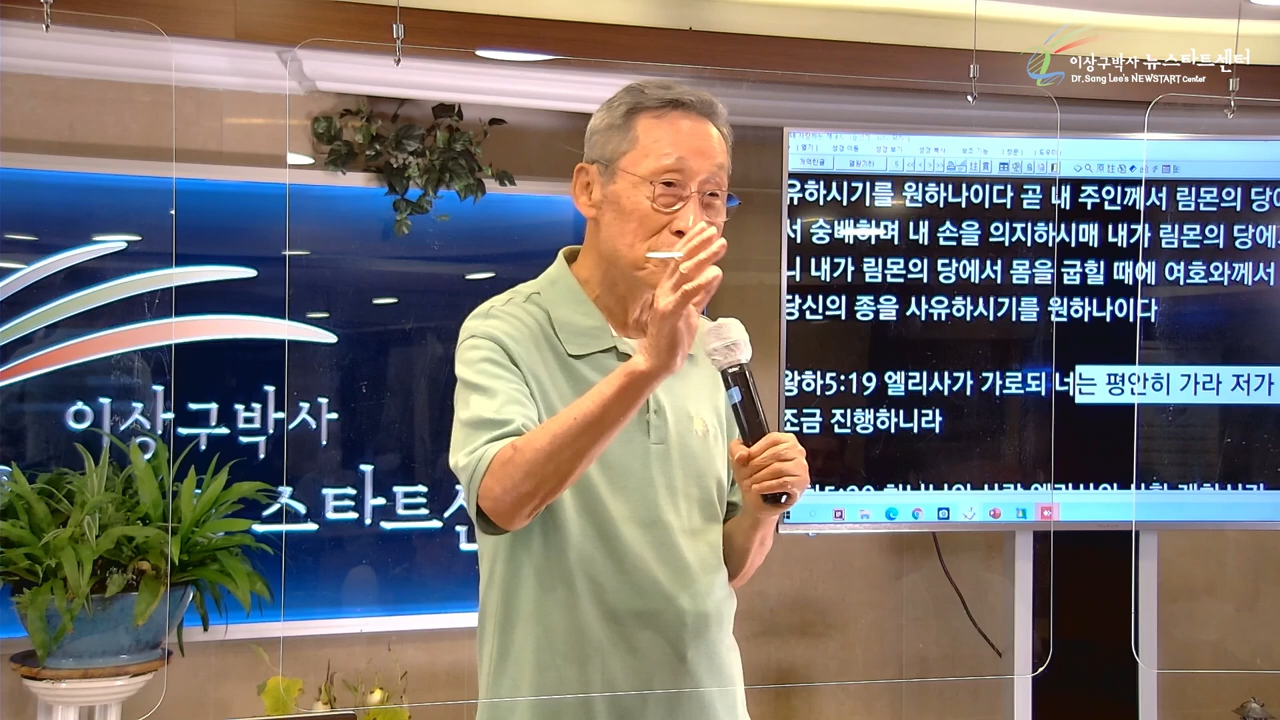 이상구박사 뉴스타트센터
Dr. Sang Lee's NEWSTART Center
이상구박사
스타트센
개역한글
유하시기를 원하나이다 곧 내 주인께서 림몬의 당에
서 숭배하며 내 손을 의지하시매 내가 림몬의 당에
니 내가 림몬의 당에서 몸을 굽힐 때에 여호와께서
당신의 종을 사유하시기를 원하나이다
왕하5:19 엘리사가 가로되 너는 평안히 가라 저가
조금 진행하니라